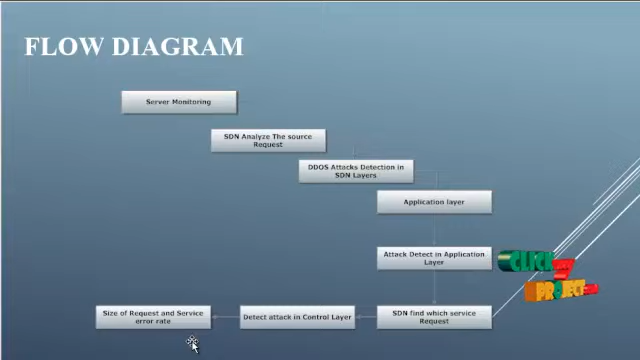 FLOW DIAGRAM
Server Monitoring
SDN Analyze The source
Request
DDOS Attacks Detection in
SDN Layers
Application layer
Attack Detect in Application
Layer
CLICK
PROJECT
Size of Request and Service
error rate
Detect attack in Control Layer
SDN find which service
Request